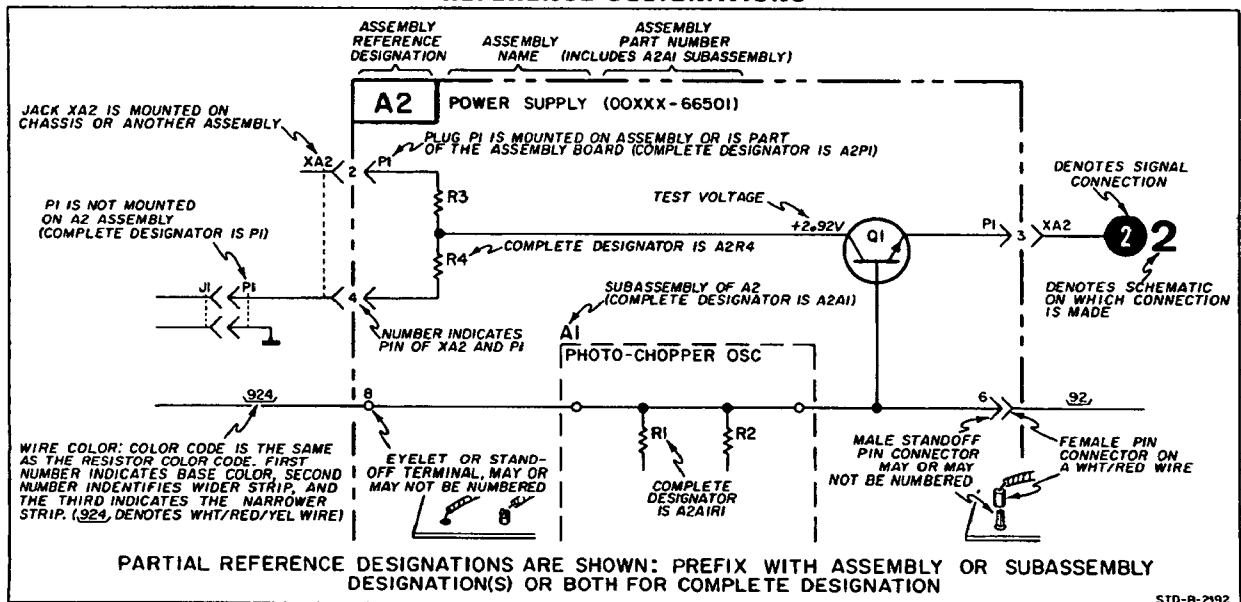 ASSEMBLY
REFERENCE
DESIGNATION
ASSEMBLY
NAME
ASSEMBLY
PART NUMBER
(INCLUDES A2A1 SUBASSEMBLY)
A2
POWER SUPPLY (00XXX-66501)
JACK XA2 IS MOUNTED ON
CHASSIS OR ANOTHER ASSEMBLY
XA2
2
P1
PLUG P1 IS MOUNTED ON ASSEMBLY OR IS PART
OF THE ASSEMBLY BOARD (COMPLETE DESIGNATOR IS A2P1)
R3
TEST VOLTAGE
+2.92V
Q1
P1
3
XA2
DENOTES SIGNAL
CONNECTION
2
2
DENOTES SCHEMATIC
ON WHICH CONNECTION
IS MADE
P1 IS NOT MOUNTED
ON A2 ASSEMBLY
(COMPLETE DESIGNATOR IS P1)
R4
COMPLETE DESIGNATOR IS A2R4
J1
P1
4
NUMBER INDICATES
PIN OF XA2 AND P1
SUBASSEMBLY OF A2
(COMPLETE DESIGNATOR IS A2A1)
A1
PHOTO-CHOPPER OSC
924
8
6
92
R1
R2
WIRE COLOR: COLOR CODE IS THE SAME
AS THE RESISTOR COLOR CODE. FIRST
NUMBER INDICATES BASE COLOR, SECOND
NUMBER INDENTIFIES WIDER STRIP, AND
THE THIRD INDICATES THE NARROWER
STRIP. (924 DENOTES WHT/RED/YEL WIRE)
EYELET OR STAND-
OFF TERMINAL, MAY OR
MAY NOT BE NUMBERED
COMPLETE
DESIGNATOR
IS A2A1R1
MALE STANDOFF
PIN CONNECTOR
MAY OR MAY
NOT BE NUMBERED
FEMALE PIN
CONNECTOR ON
A WHT/RED WIRE
PARTIAL REFERENCE DESIGNATIONS ARE SHOWN: PREFIX WITH ASSEMBLY OR SUBASSEMBLY
DESIGNATION(S) OR BOTH FOR COMPLETE DESIGNATION
STD-B-2192